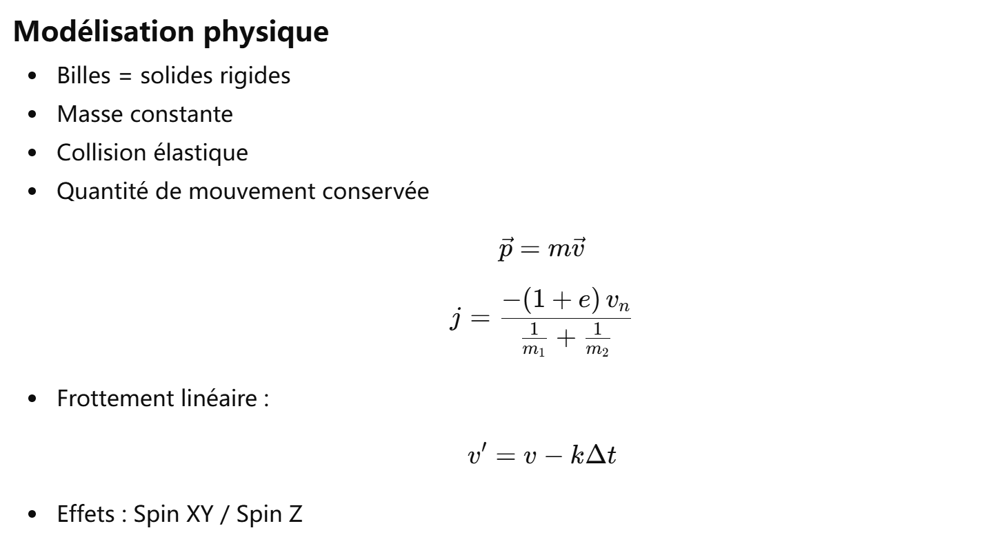 Modélisation physique
• Billes = solides rigides
• Masse constante
• Collision élastique
• Quantité de mouvement conservée
$\vec{p} = m\vec{v}$
$j = \frac{-(1 + e)\, v_n}{\frac{1}{m_1} + \frac{1}{m_2}}$
• Frottement linéaire :
$v' = v - k\Delta t$
• Effets : Spin XY / Spin Z